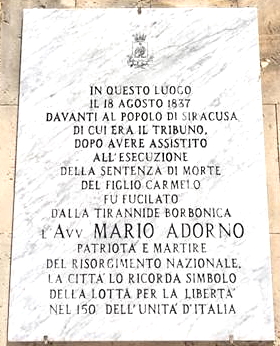 IN QUESTO LUOGO
IL 18 AGOSTO 1837
DAVANTI AL POPOLO DI SIRACUSA
DI CUI ERA IL TRIBUNO,
DOPO AVERE ASSISTITO
ALL'ESECUZIONE
DELLA SENTENZA DI MORTE
DEL FIGLIO CARMELO
FU FUCILATO
DALLA TIRANNIDE BORBONICA
L'AVV MARIO ADORNO
PATRIOTA E MARTIRE
DEL RISORGIMENTO NAZIONALE.
LA CITTA' LO RICORDA SIMBOLO
DELLA LOTTA PER LA LIBERTA'
NEL 150° DELL'UNITA' D'ITALIA